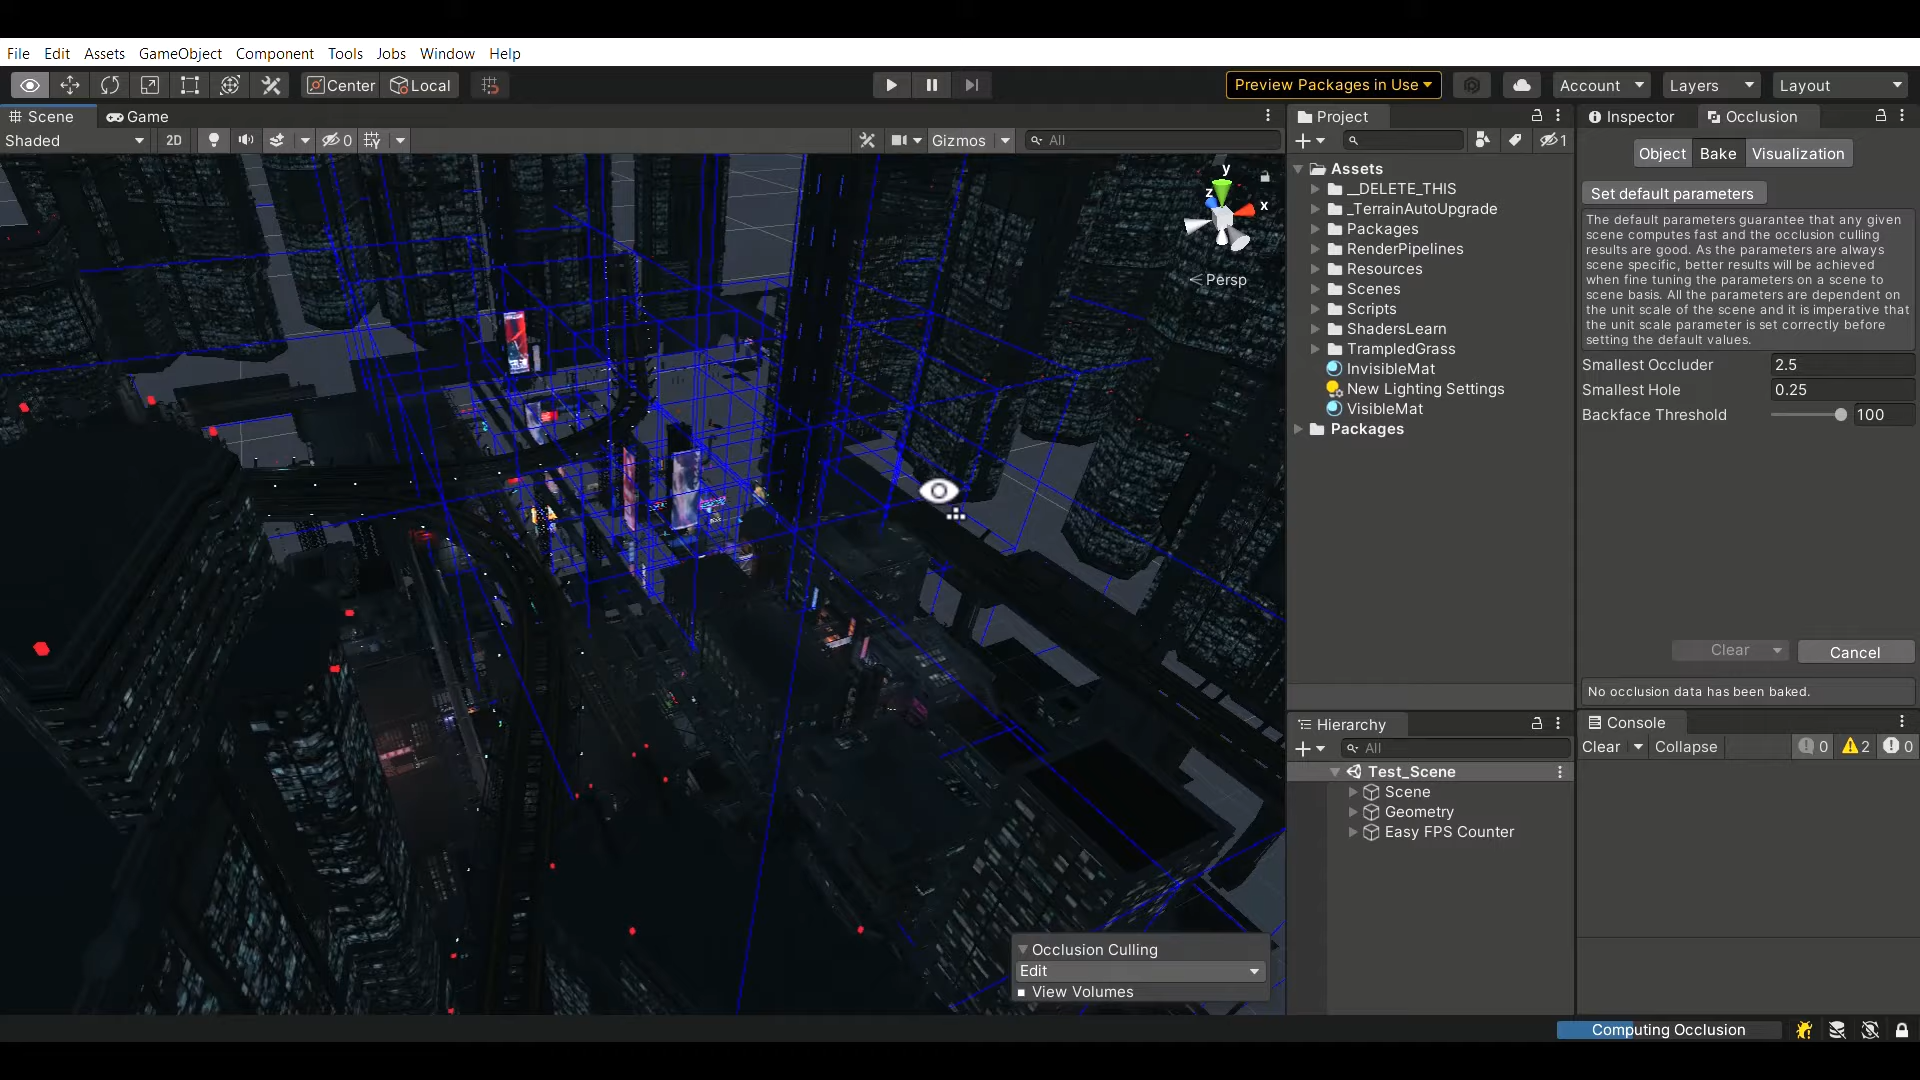 File Edit Assets GameObject Component Tools Jobs Window Help
Center Local
Preview Packages in Use
Account
Layers
Layout
Scene Game
Shaded
2D
0
Gizmos
All
y
z
x
Persp
Occlusion Culling
Edit
View Volumes
Project
1
Assets
__DELETE_THIS
_TerrainAutoUpgrade
Packages
RenderPipelines
Resources
Scenes
Scripts
ShadersLearn
TrampledGrass
InvisibleMat
New Lighting Settings
VisibleMat
Packages
Hierarchy
All
Test_Scene
Scene
Geometry
Easy FPS Counter
Inspector Occlusion
Object Bake Visualization
Set default parameters
The default parameters guarantee that any given
scene computes fast and the occlusion culling
results are good. As the parameters are always
scene specific, better results will be achieved
when fine tuning the parameters on a scene to
scene basis. All the parameters are dependent on
the unit scale of the scene and it is imperative that
the unit scale parameter is set correctly before
setting the default values.
Smallest Occluder 2.5
Smallest Hole 0.25
Backface Threshold 100
Clear Cancel
No occlusion data has been baked.
Console
Clear Collapse 0 2 0
Computing Occlusion